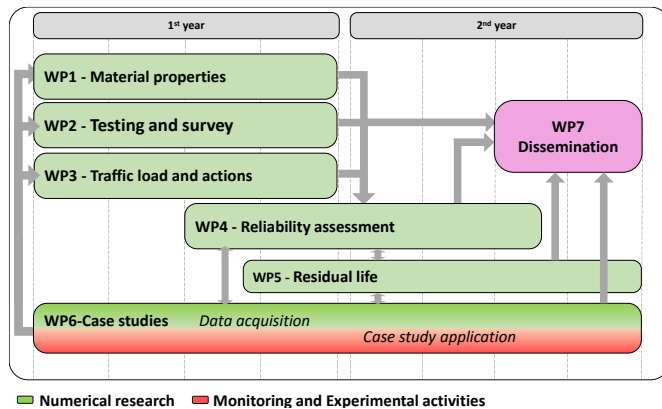 1st year
2nd year
WP1 - Material properties
WP2 - Testing and survey
WP7
Dissemination
WP3 - Traffic load and actions
WP4 - Reliability assessment
WP5 - Residual life
WP6-Case studies Data acquisition
Case study application
Numerical research Monitoring and Experimental activities